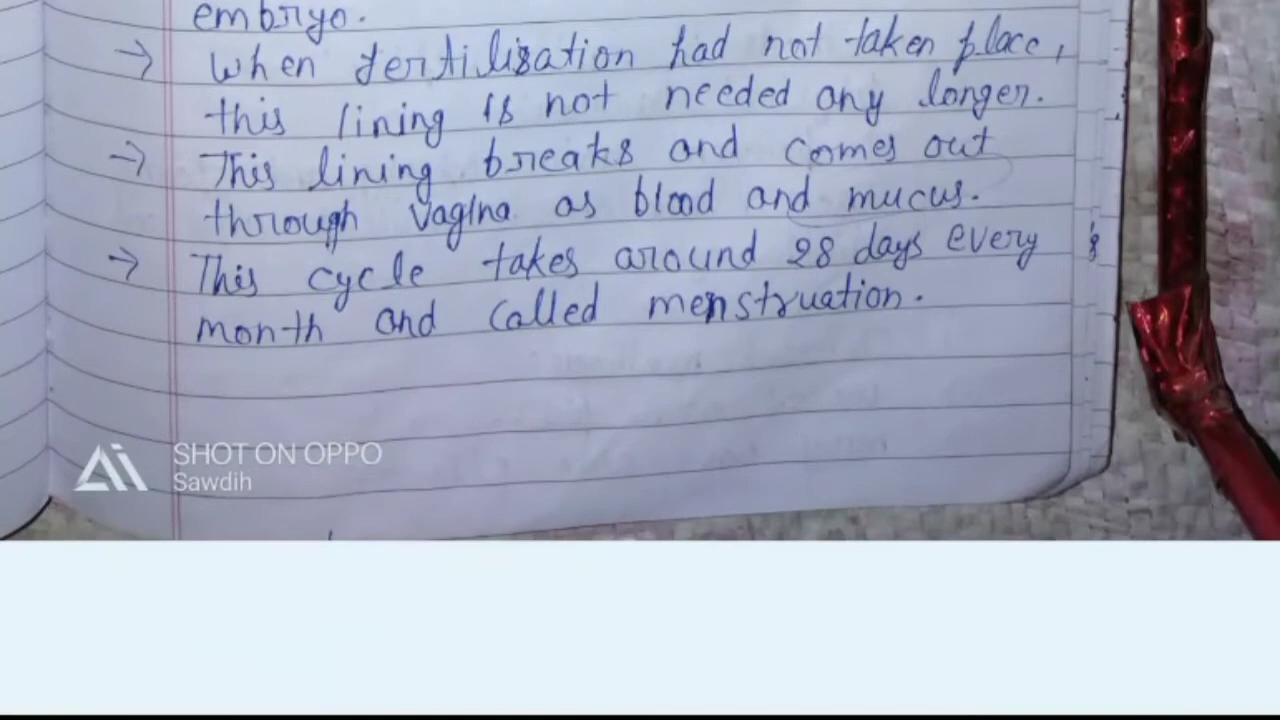 embryo.
→ When fertilisation had not taken place,
this lining is not needed any longer.
→ This lining breaks and comes out
through vagina as blood and mucus.
→ This cycle takes around 28 days every
month and called menstruation.
SHOT ON OPPO
Sawdih